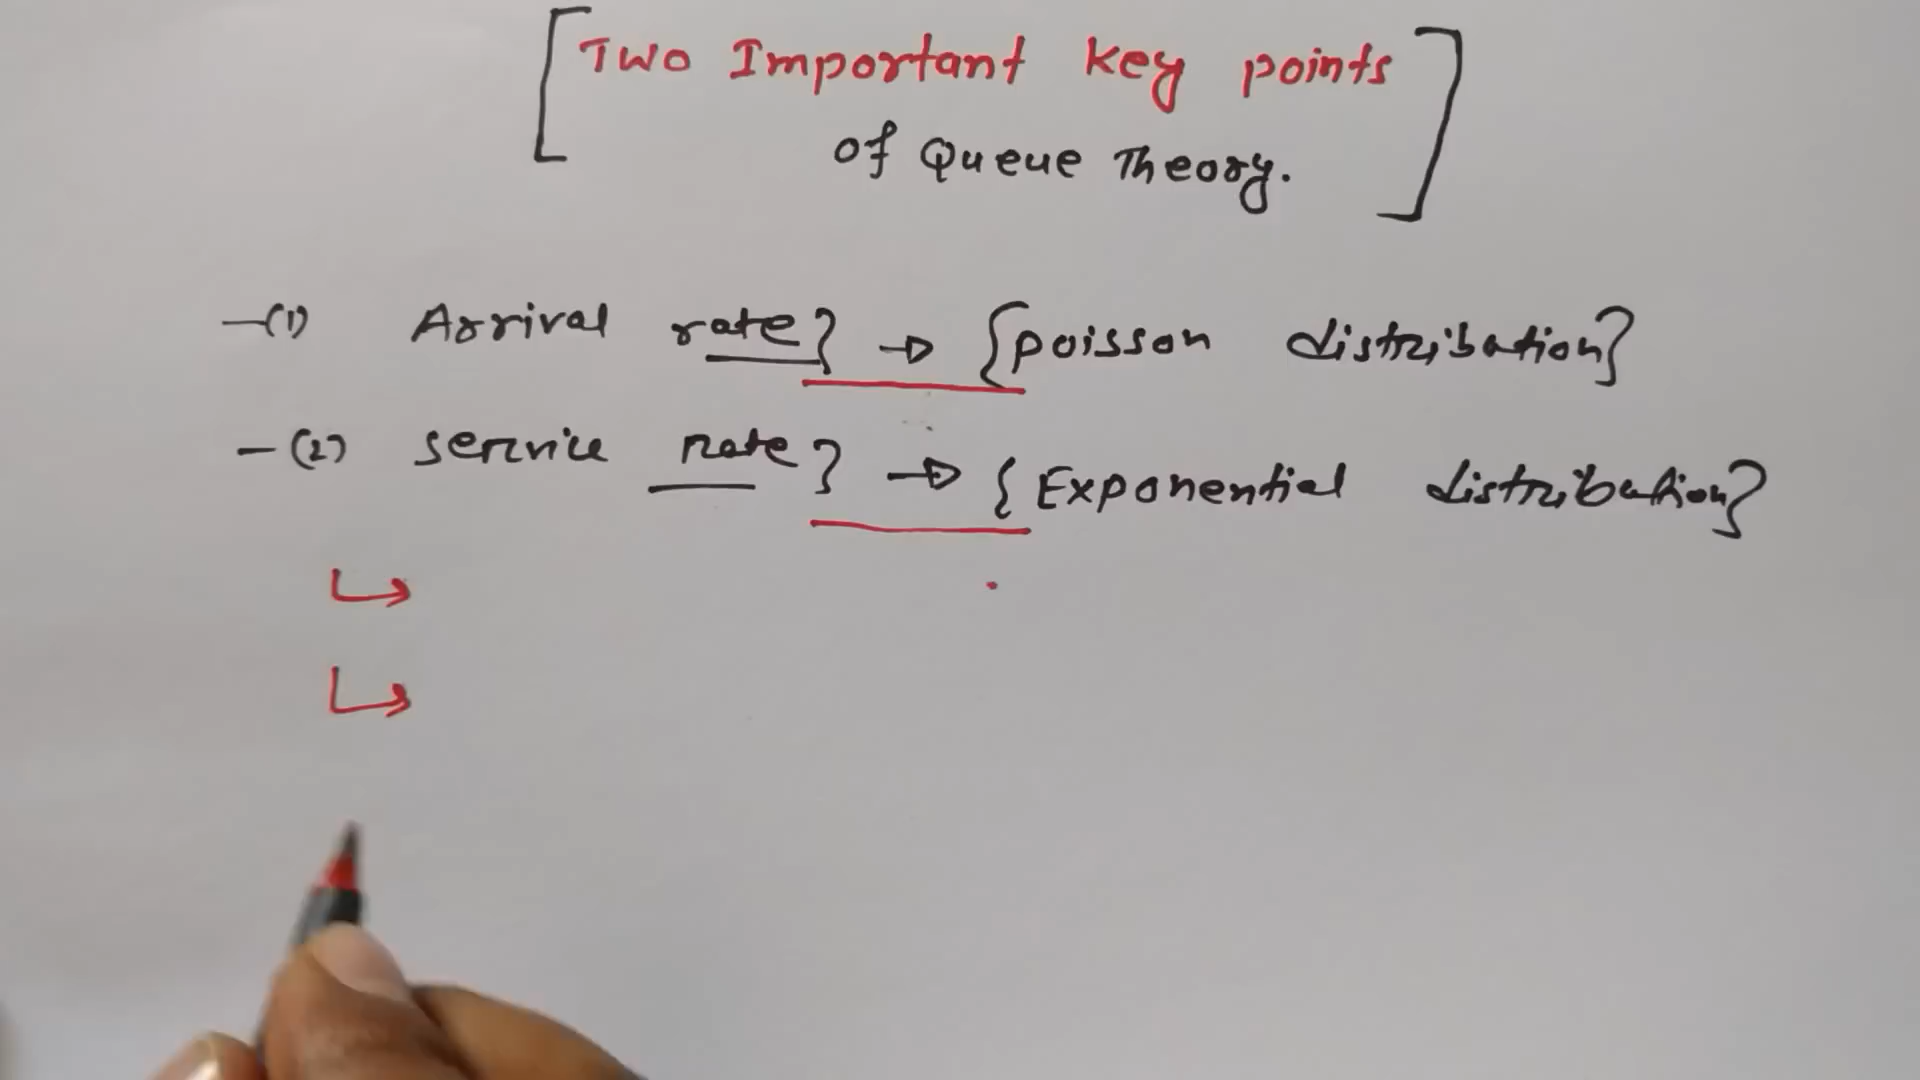 [Two Important key points
of Queue Theory.]
-(1) Arrival rate} → {poisson distribution}
-(2) service rate} → {Exponential distribution}
↳
↳